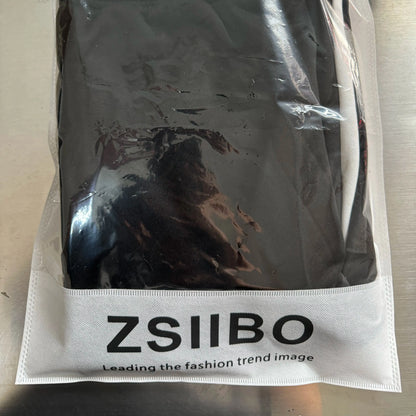 ZSIIBO
Leading the fashion trend image